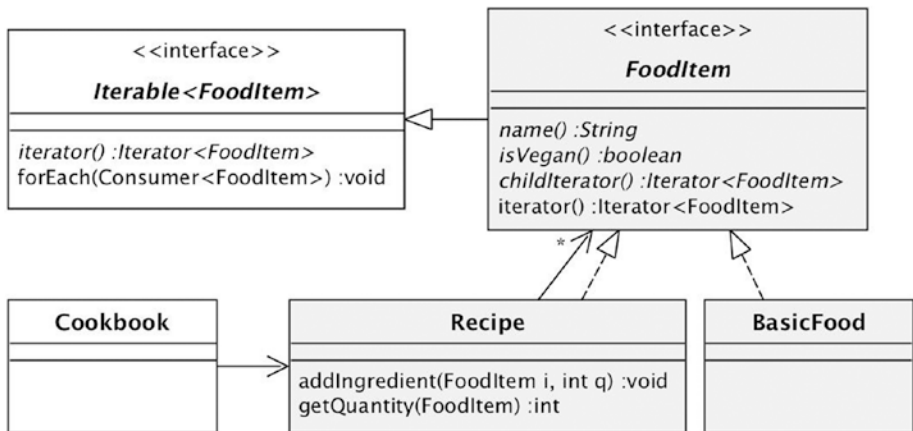 <<interface>>
Iterable<FoodItem>
iterator() :Iterator<FoodItem>
forEach(Consumer<FoodItem>) :void
<<interface>>
FoodItem
name() :String
isVegan() :boolean
childIterator() :Iterator<FoodItem>
iterator() :Iterator<FoodItem>
*
Cookbook
Recipe
addIngredient(FoodItem i, int q) :void
getQuantity(FoodItem) :int
BasicFood